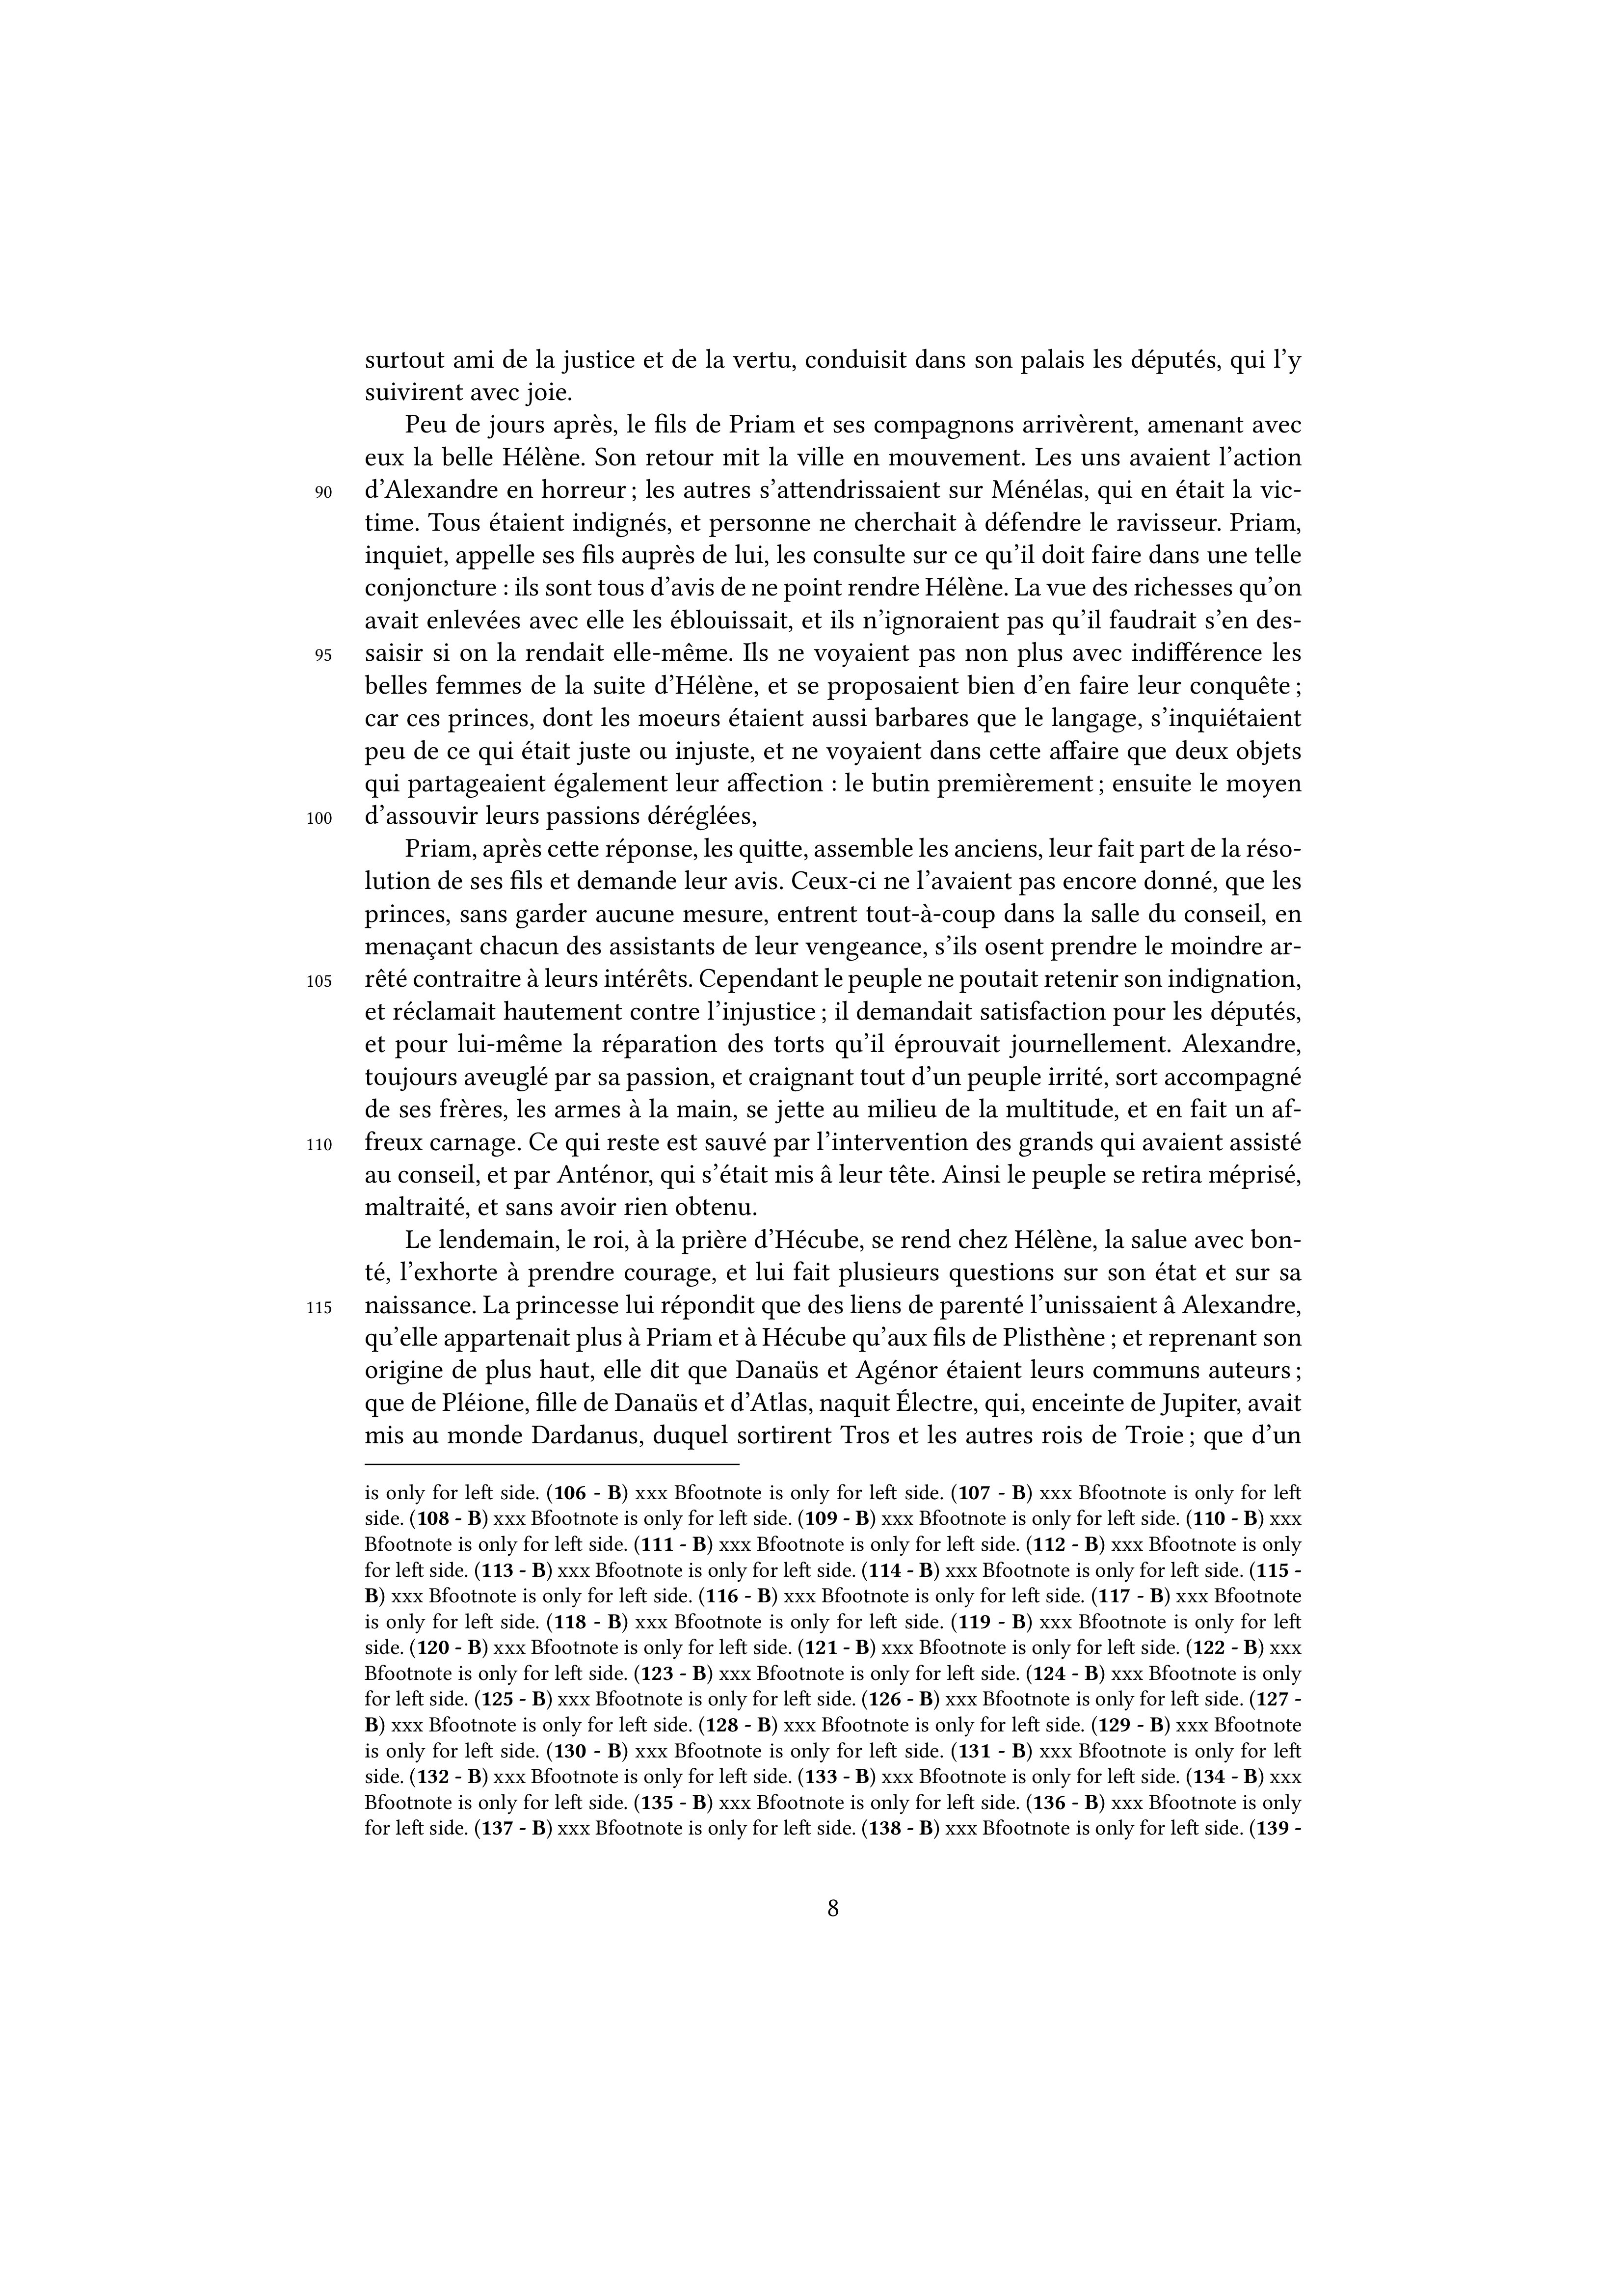 surtout ami de la justice et de la vertu, conduisit dans son palais les députés, qui l’y
suivirent avec joie.
Peu de jours après, le fils de Priam et ses compagnons arrivèrent, amenant avec
eux la belle Hélène. Son retour mit la ville en mouvement. Les uns avaient l’action
90 d’Alexandre en horreur ; les autres s’attendrissaient sur Ménélas, qui en était la vic-
time. Tous étaient indignés, et personne ne cherchait à défendre le ravisseur. Priam,
inquiet, appelle ses fils auprès de lui, les consulte sur ce qu’il doit faire dans une telle
conjoncture : ils sont tous d’avis de ne point rendre Hélène. La vue des richesses qu’on
avait enlevées avec elle les éblouissait, et ils n’ignoraient pas qu’il faudrait s’en des-
95 saisir si on la rendait elle-même. Ils ne voyaient pas non plus avec indifférence les
belles femmes de la suite d’Hélène, et se proposaient bien d’en faire leur conquête ;
car ces princes, dont les moeurs étaient aussi barbares que le langage, s’inquiétaient
peu de ce qui était juste ou injuste, et ne voyaient dans cette affaire que deux objets
qui partageaient également leur affection : le butin premièrement ; ensuite le moyen
100 d’assouvir leurs passions déréglées,
Priam, après cette réponse, les quitte, assemble les anciens, leur fait part de la réso-
lution de ses fils et demande leur avis. Ceux-ci ne l’avaient pas encore donné, que les
princes, sans garder aucune mesure, entrent tout-à-coup dans la salle du conseil, en
menaçant chacun des assistants de leur vengeance, s’ils osent prendre le moindre ar-
105 rêté contraitre à leurs intérêts. Cependant le peuple ne poutait retenir son indignation,
et réclamait hautement contre l’injustice ; il demandait satisfaction pour les députés,
et pour lui-même la réparation des torts qu’il éprouvait journellement. Alexandre,
toujours aveuglé par sa passion, et craignant tout d’un peuple irrité, sort accompagné
de ses frères, les armes à la main, se jette au milieu de la multitude, et en fait un af-
110 freux carnage. Ce qui reste est sauvé par l’intervention des grands qui avaient assisté
au conseil, et par Anténor, qui s’était mis â leur tête. Ainsi le peuple se retira méprisé,
maltraité, et sans avoir rien obtenu.
Le lendemain, le roi, à la prière d’Hécube, se rend chez Hélène, la salue avec bon-
té, l’exhorte à prendre courage, et lui fait plusieurs questions sur son état et sur sa
115 naissance. La princesse lui répondit que des liens de parenté l’unissaient â Alexandre,
qu’elle appartenait plus à Priam et à Hécube qu’aux fils de Plisthène ; et reprenant son
origine de plus haut, elle dit que Danaüs et Agénor étaient leurs communs auteurs ;
que de Pléione, fille de Danaüs et d’Atlas, naquit Électre, qui, enceinte de Jupiter, avait
mis au monde Dardanus, duquel sortirent Tros et les autres rois de Troie ; que d’un
is only for left side. (106 - B) xxx Bfootnote is only for left side. (107 - B) xxx Bfootnote is only for left
side. (108 - B) xxx Bfootnote is only for left side. (109 - B) xxx Bfootnote is only for left side. (110 - B) xxx
Bfootnote is only for left side. (111 - B) xxx Bfootnote is only for left side. (112 - B) xxx Bfootnote is only
for left side. (113 - B) xxx Bfootnote is only for left side. (114 - B) xxx Bfootnote is only for left side. (115 -
B) xxx Bfootnote is only for left side. (116 - B) xxx Bfootnote is only for left side. (117 - B) xxx Bfootnote
is only for left side. (118 - B) xxx Bfootnote is only for left side. (119 - B) xxx Bfootnote is only for left
side. (120 - B) xxx Bfootnote is only for left side. (121 - B) xxx Bfootnote is only for left side. (122 - B) xxx
Bfootnote is only for left side. (123 - B) xxx Bfootnote is only for left side. (124 - B) xxx Bfootnote is only
for left side. (125 - B) xxx Bfootnote is only for left side. (126 - B) xxx Bfootnote is only for left side. (127 -
B) xxx Bfootnote is only for left side. (128 - B) xxx Bfootnote is only for left side. (129 - B) xxx Bfootnote
is only for left side. (130 - B) xxx Bfootnote is only for left side. (131 - B) xxx Bfootnote is only for left
side. (132 - B) xxx Bfootnote is only for left side. (133 - B) xxx Bfootnote is only for left side. (134 - B) xxx
Bfootnote is only for left side. (135 - B) xxx Bfootnote is only for left side. (136 - B) xxx Bfootnote is only
for left side. (137 - B) xxx Bfootnote is only for left side. (138 - B) xxx Bfootnote is only for left side. (139 -
8